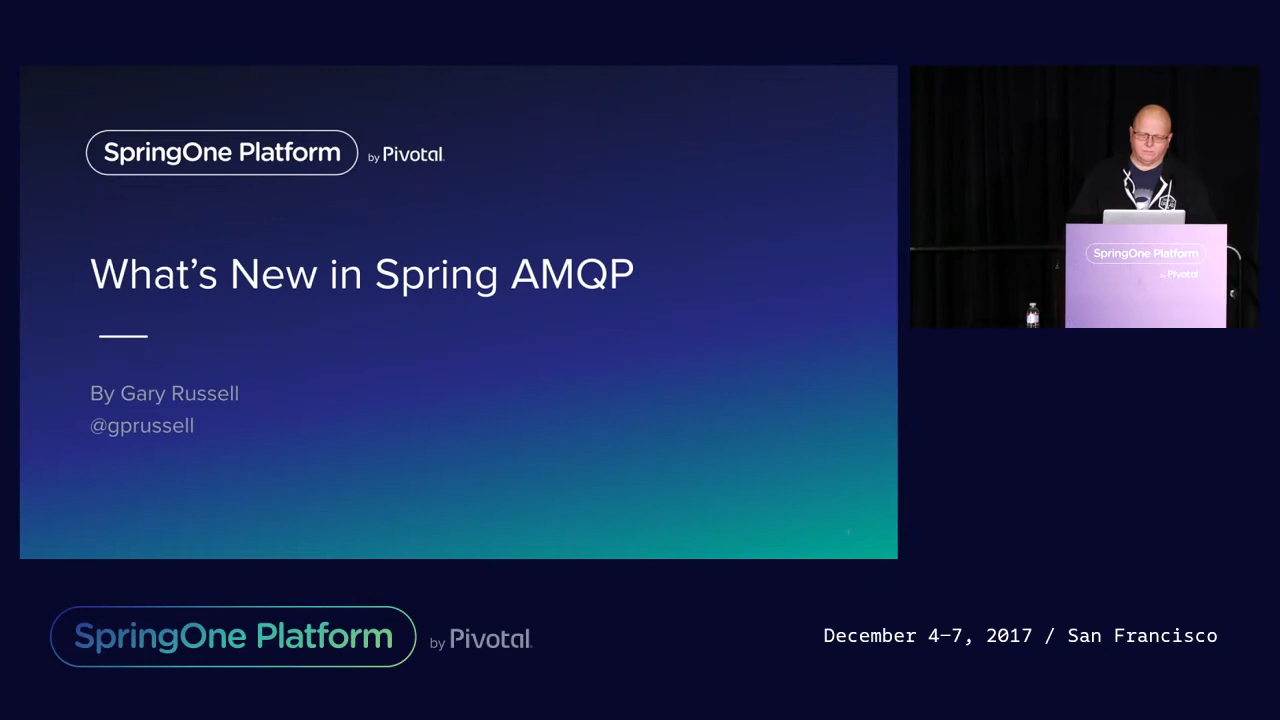 SpringOne Platform by Pivotal
What's New in Spring AMQP
By Gary Russell
@gprussell
SpringOne Platform
by Pivotal
SpringOne Platform by Pivotal.
December 4–7, 2017 / San Francisco